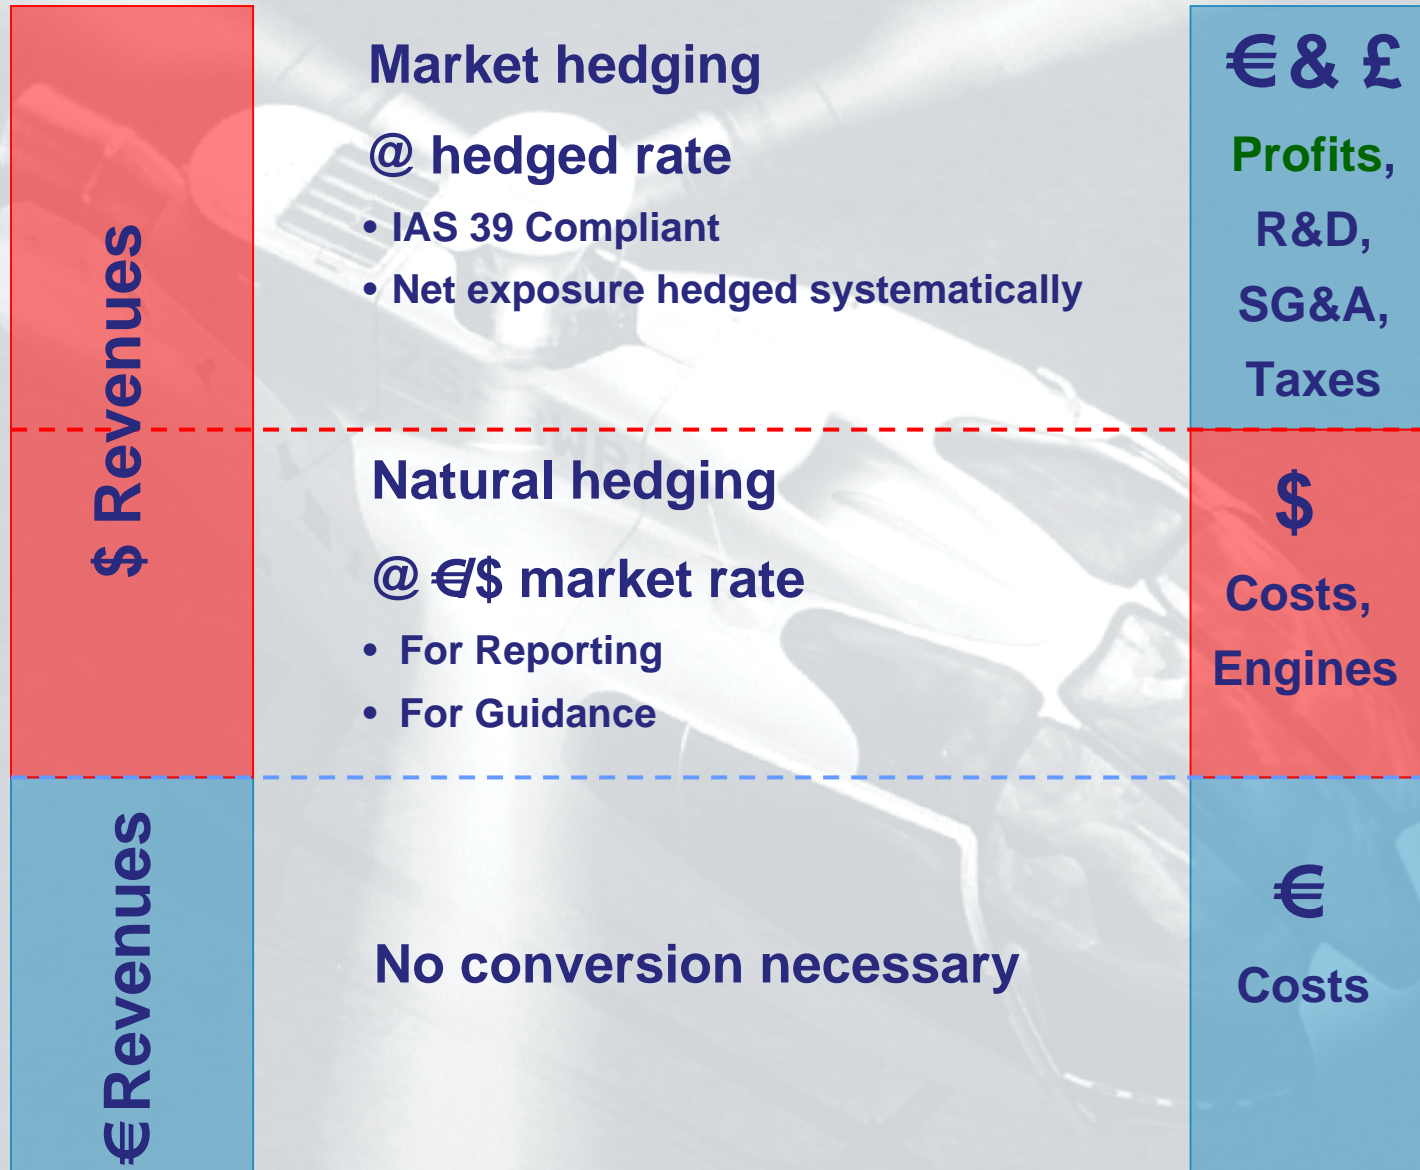 $ Revenues
Market hedging
@ hedged rate
• IAS 39 Compliant
• Net exposure hedged systematically
€ & £
Profits,
R&D,
SG&A,
Taxes
Natural hedging
@ €/$ market rate
• For Reporting
• For Guidance
$
Costs,
Engines
€ Revenues
No conversion necessary
€
Costs